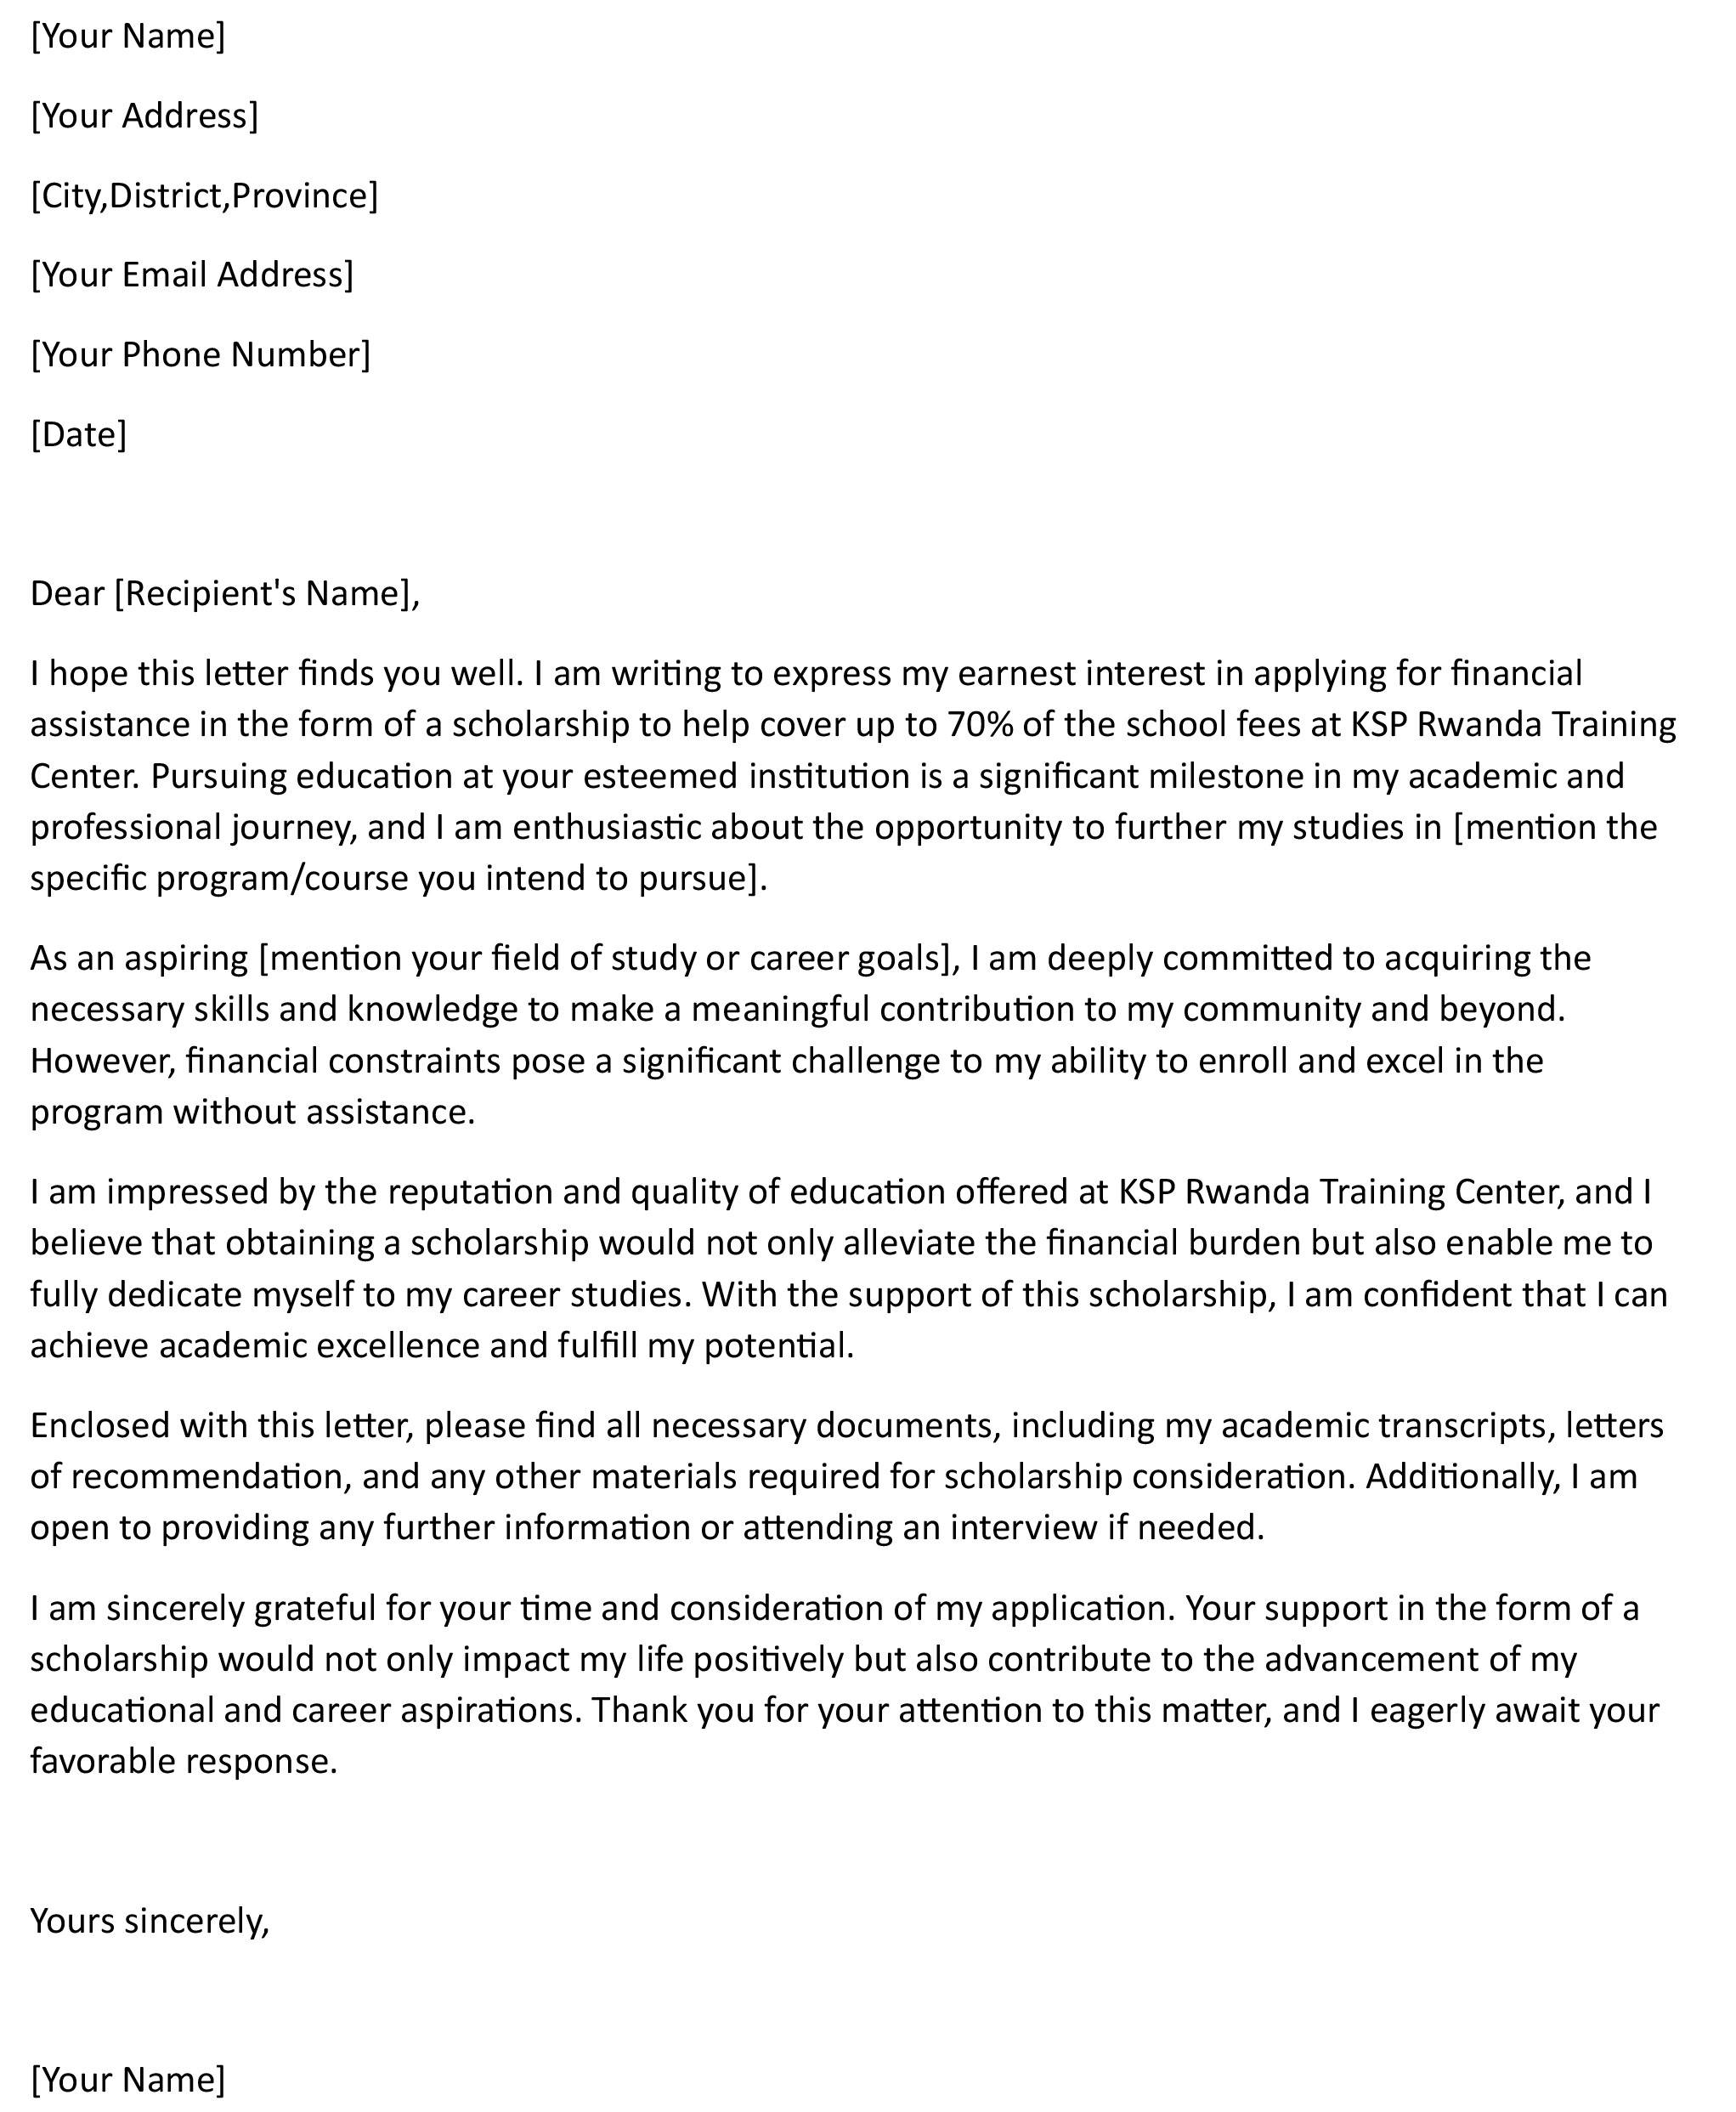 [Your Name]
[Your Address]
[City,District,Province]
[Your Email Address]
[Your Phone Number]
[Date]
Dear [Recipient's Name],
I hope this letter finds you well. I am writing to express my earnest interest in applying for financial
assistance in the form of a scholarship to help cover up to 70% of the school fees at KSP Rwanda Training
Center. Pursuing education at your esteemed institution is a significant milestone in my academic and
professional journey, and I am enthusiastic about the opportunity to further my studies in [mention the
specific program/course you intend to pursue].
As an aspiring [mention your field of study or career goals], I am deeply committed to acquiring the
necessary skills and knowledge to make a meaningful contribution to my community and beyond.
However, financial constraints pose a significant challenge to my ability to enroll and excel in the
program without assistance.
I am impressed by the reputation and quality of education offered at KSP Rwanda Training Center, and I
believe that obtaining a scholarship would not only alleviate the financial burden but also enable me to
fully dedicate myself to my career studies. With the support of this scholarship, I am confident that I can
achieve academic excellence and fulfill my potential.
Enclosed with this letter, please find all necessary documents, including my academic transcripts, letters
of recommendation, and any other materials required for scholarship consideration. Additionally, I am
open to providing any further information or attending an interview if needed.
I am sincerely grateful for your time and consideration of my application. Your support in the form of a
scholarship would not only impact my life positively but also contribute to the advancement of my
educational and career aspirations. Thank you for your attention to this matter, and I eagerly await your
favorable response.
Yours sincerely,
[Your Name]